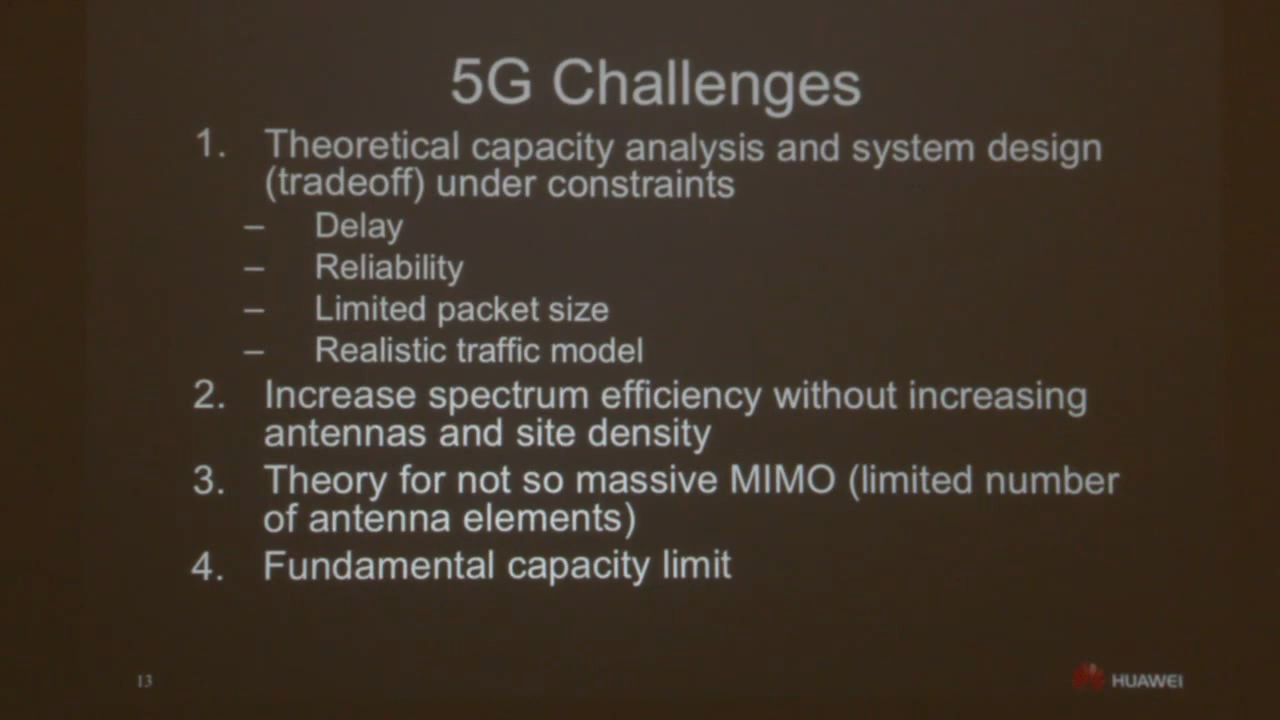 5G Challenges
1. Theoretical capacity analysis and system design
(tradeoff) under constraints
– Delay
– Reliability
– Limited packet size
– Realistic traffic model
2. Increase spectrum efficiency without increasing
antennas and site density
3. Theory for not so massive MIMO (limited number
of antenna elements)
4. Fundamental capacity limit
13
HUAWEI